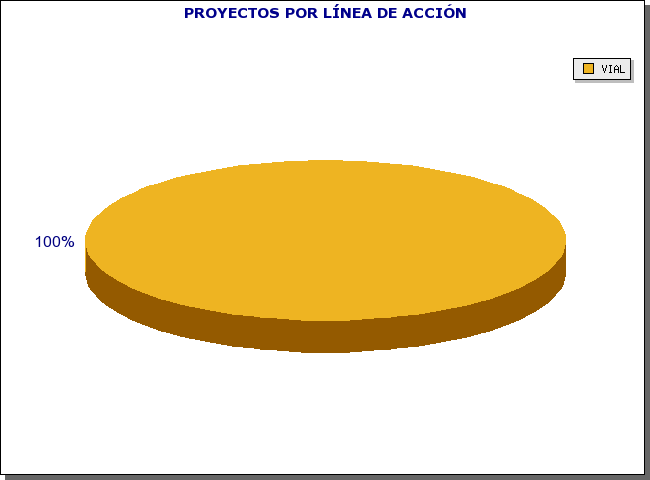 PROYECTOS POR LÍNEA DE ACCIÓN
VIAL
100%